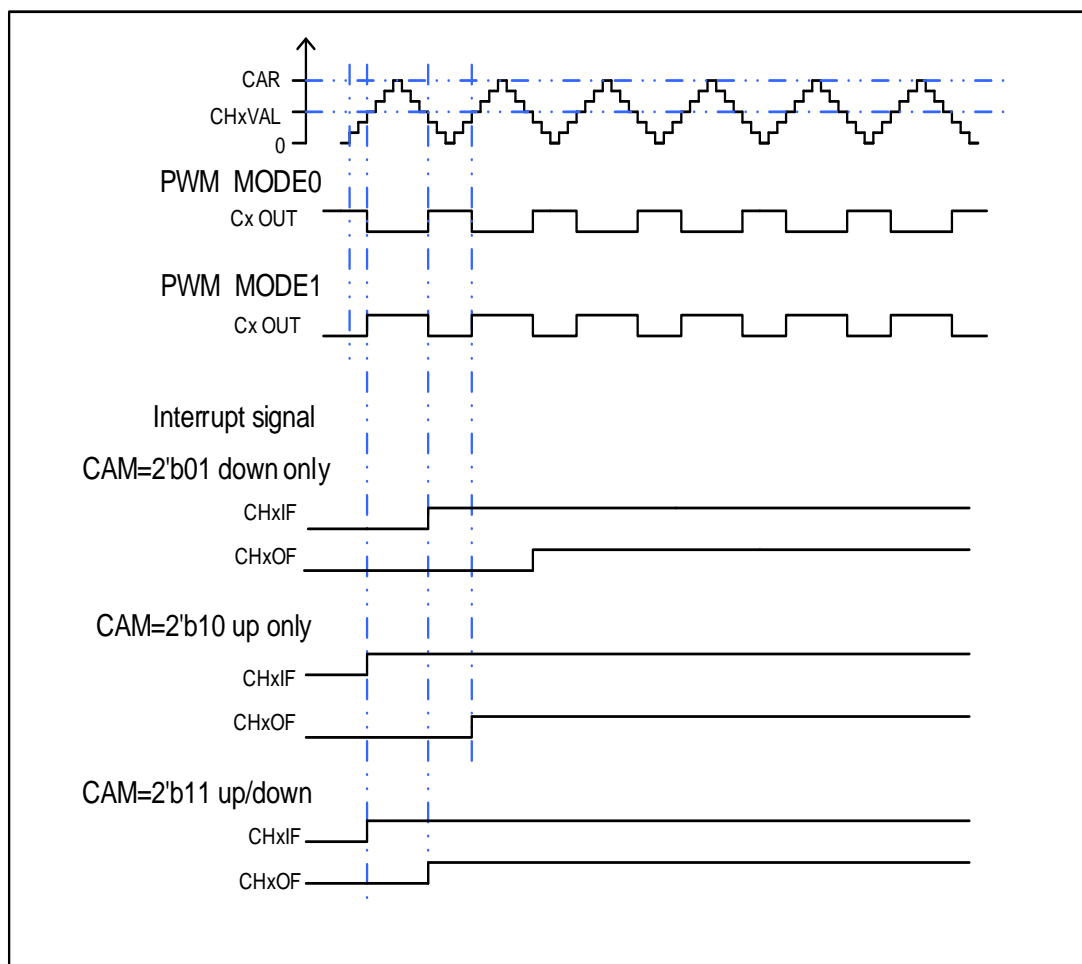 CAR
CHxVAL
0
PWM MODE0
Cx OUT
PWM MODE1
Cx OUT
Interrupt signal
CAM=2'b01 down only
CHxIF
CHxOF
CAM=2'b10 up only
CHxIF
CHxOF
CAM=2'b11 up/down
CHxIF
CHxOF